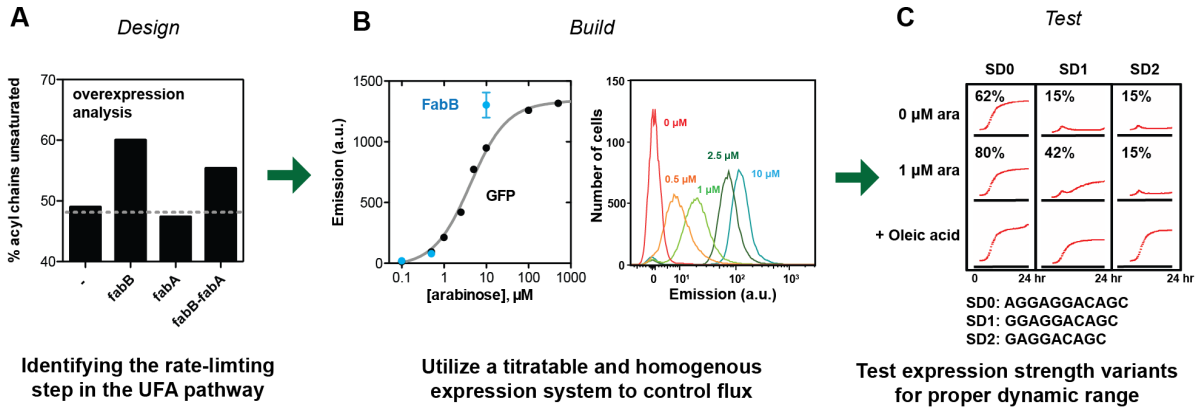 A
Design
% acyl chains unsaturated
70
60
50
40
overexpression
analysis
-
fabB
fabA
fabB-fabA
Identifying the rate-limting
step in the UFA pathway
B
Build
Emission (a.u.)
1500
1000
500
0
FabB
GFP
0.1
1
10
100
1000
[arabinose], µM
Number of cells
150
100
500
0
0 µM
0.5 µM
1 µM
2.5 µM
10 µM
0
10¹
10²
10³
Emission (a.u.)
Utilize a titratable and homogenous
expression system to control flux
C
Test
SD0 SD1 SD2
0 µM ara 62% 15% 15%
1 µM ara 80% 42% 15%
+ Oleic acid
0 24 hr 24 hr 24 hr
SD0: AGGAGGACAGC
SD1: GGAGGACAGC
SD2: GAGGACAGC
Test expression strength variants
for proper dynamic range